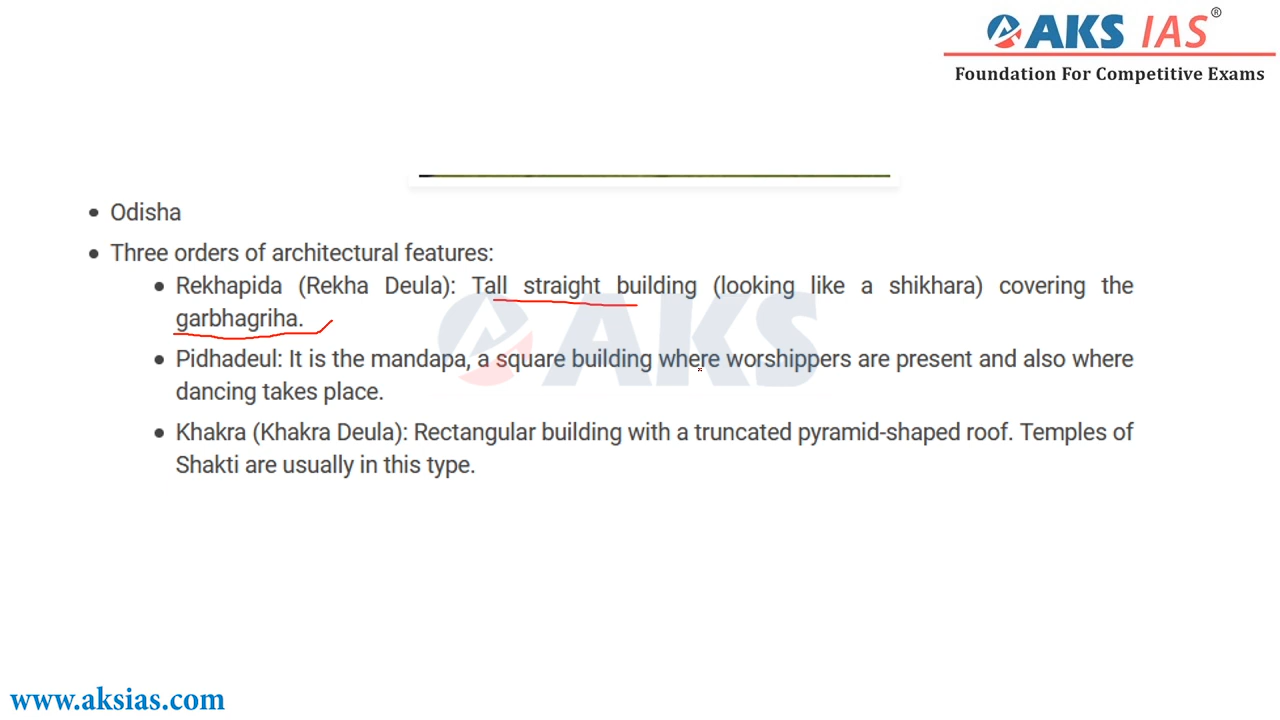 AKS IAS®
Foundation For Competitive Exams
• Odisha
• Three orders of architectural features:
• Rekhapida (Rekha Deula): Tall straight building (looking like a shikhara) covering the
garbhagriha.
• Pidhadeul: It is the mandapa, a square building where worshippers are present and also where
dancing takes place.
• Khakra (Khakra Deula): Rectangular building with a truncated pyramid-shaped roof. Temples of
Shakti are usually in this type.
AKS
www.aksias.com